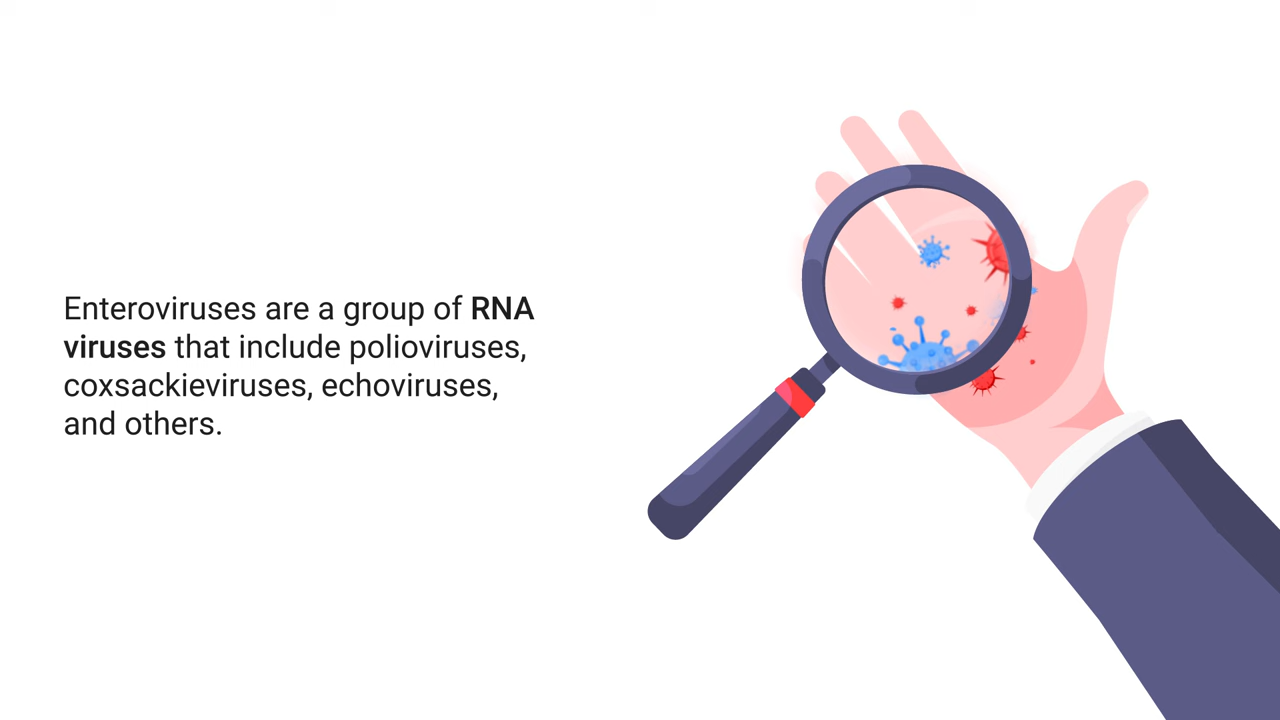 Enteroviruses are a group of RNA
viruses that include polioviruses,
coxsackieviruses, echoviruses,
and others.